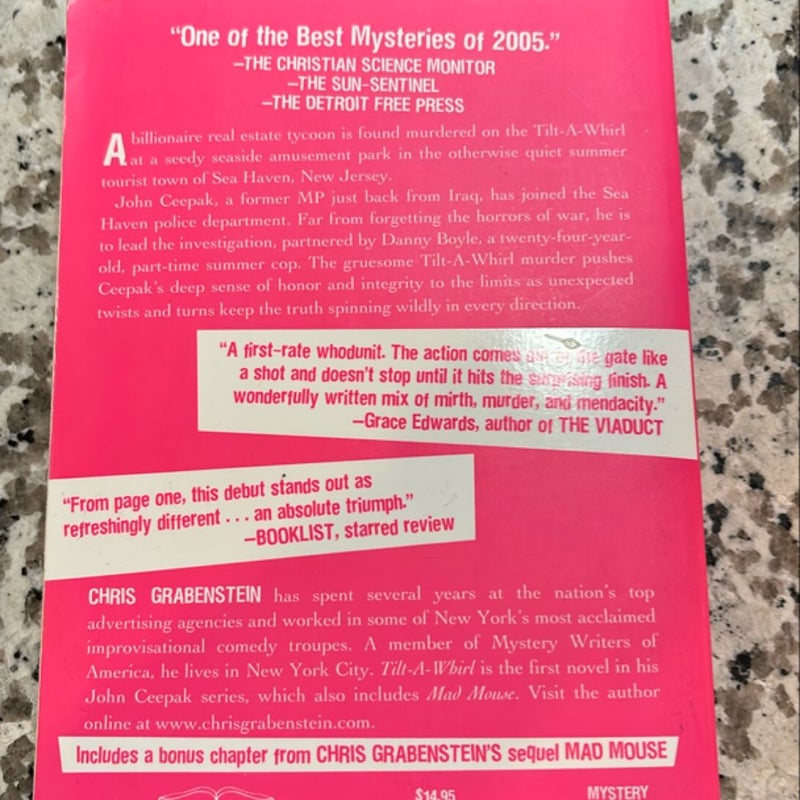 “One of the Best Mysteries of 2005.”
–THE CHRISTIAN SCIENCE MONITOR
–THE SUN-SENTINEL
–THE DETROIT FREE PRESS
A billionaire real estate tycoon is found murdered on the Tilt-A-Whirl
at a seedy seaside amusement park in the otherwise quiet summer
tourist town of Sea Haven, New Jersey.
John Ceepak, a former MP just back from Iraq, has joined the Sea
Haven police department. Far from forgetting the horrors of war, he is
to lead the investigation, partnered by Danny Boyle, a twenty-four-year-
old, part-time summer cop. The gruesome Tilt-A-Whirl murder pushes
Ceepak’s deep sense of honor and integrity to the limits as unexpected
twists and turns keep the truth spinning wildly in every direction.
“A first-rate whodunit. The action comes out of the gate like
a shot and doesn’t stop until it hits the surprising finish. A
wonderfully written mix of mirth, murder, and mendacity.”
–Grace Edwards, author of THE VIADUCT
“From page one, this debut stands out as
refreshingly different . . . an absolute triumph.”
–BOOKLIST, starred review
CHRIS GRABENSTEIN has spent several years at the nation’s top
advertising agencies and worked in some of New York’s most acclaimed
improvisational comedy troupes. A member of Mystery Writers of
America, he lives in New York City. Tilt-A-Whirl is the first novel in his
John Ceepak series, which also includes Mad Mouse. Visit the author
online at www.chrisgrabenstein.com.
Includes a bonus chapter from CHRIS GRABENSTEIN’S sequel MAD MOUSE
$14.95 MYSTERY